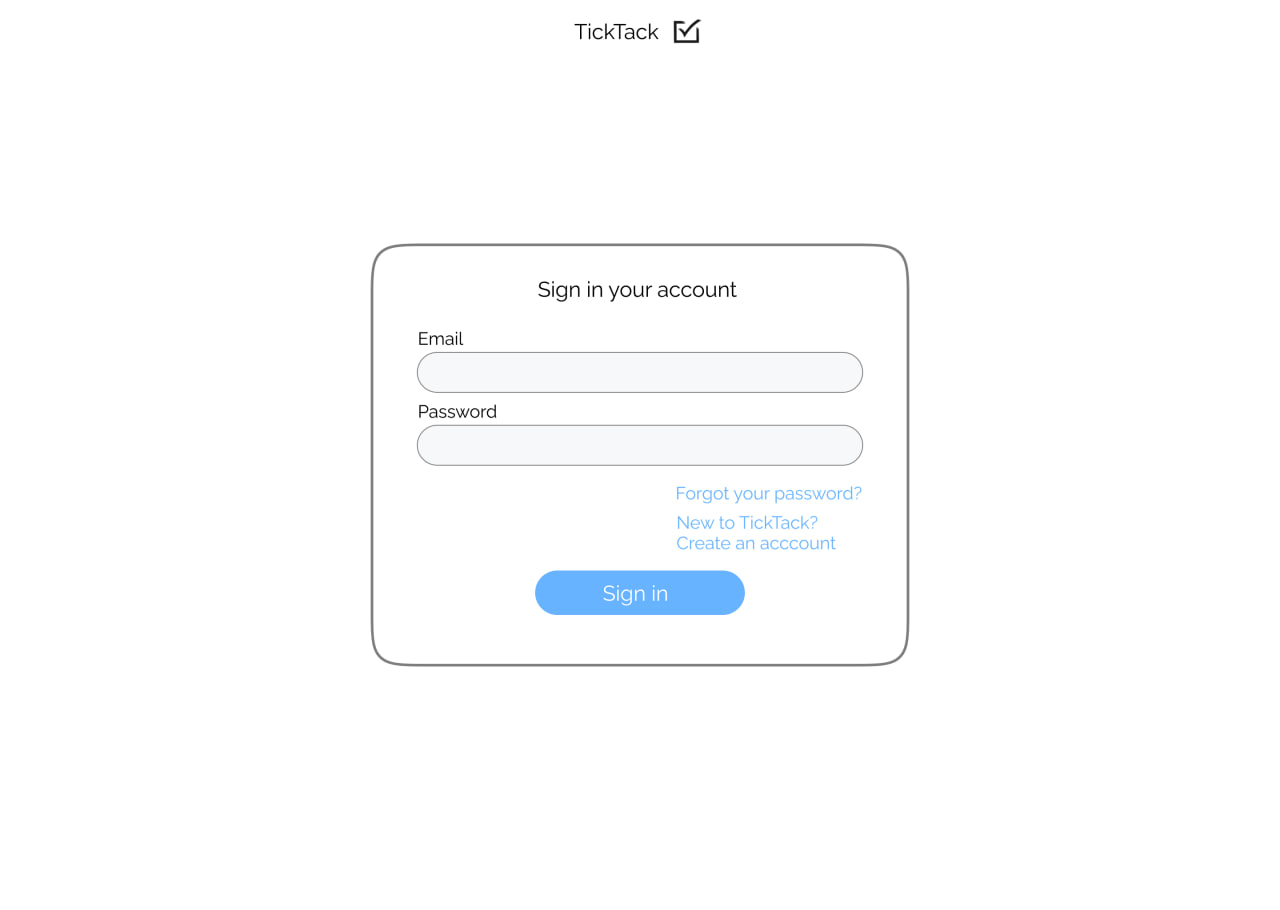 TickTack
Sign in your account
Email
Password
Forgot your password?
New to TickTack?
Create an acccount
Sign in